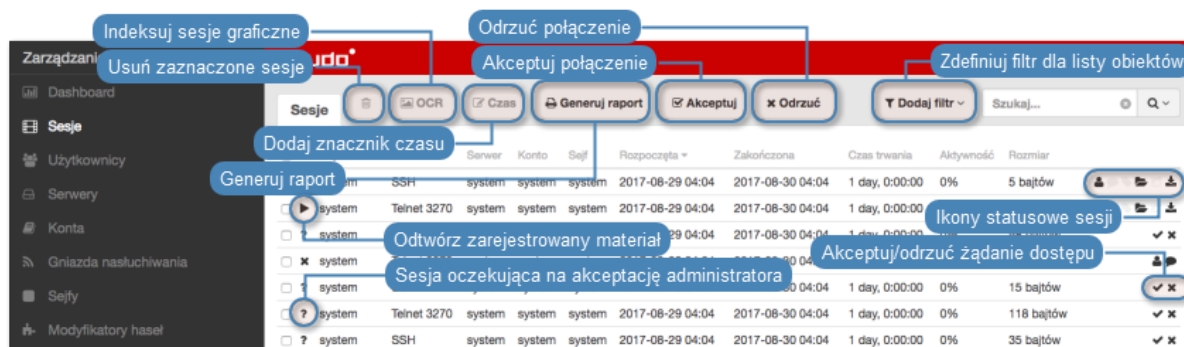 Indeksuj sesje graficzne
Odrzuć połączenie
Usuń zaznaczone sesje
Akceptuj połączenie
Zdefiniuj filtr dla listy obiektów
Dashboard
Sesje
Użytkownicy
Serwery
Konta
Gniazda nasłuchiwania
Sejfy
Modyfikatory haseł
Sesje OCR Czas Generuj raport Akceptuj Odrzuć Dodaj filtr Szukaj...
Dodaj znacznik czasu
Generuj raport
Serwer Konto Sejf Rozpoczęta Zakończona Czas trwania Aktywność Rozmiar
SSH system system system 2017-08-29 04:04 2017-08-30 04:04 1 day, 0:00:00 0% 5 bajtów
system Telnet 3270 system system system 2017-08-29 04:04 2017-08-30 04:04 1 day, 0:00:00 0%
Ikony statusowe sesji
? system
Odtwórz zarejestrowany materiał
Akceptuj/odrzuć żądanie dostępu
system
Sesja oczekująca na akceptację administratora
? system 1 day, 0:00:00 0% 15 bajtów
? system Telnet 3270 system system system 2017-08-29 04:04 2017-08-30 04:04 1 day, 0:00:00 0% 118 bajtów
? system SSH system system system 2017-08-29 04:04 2017-08-30 04:04 1 day, 0:00:00 0% 35 bajtów